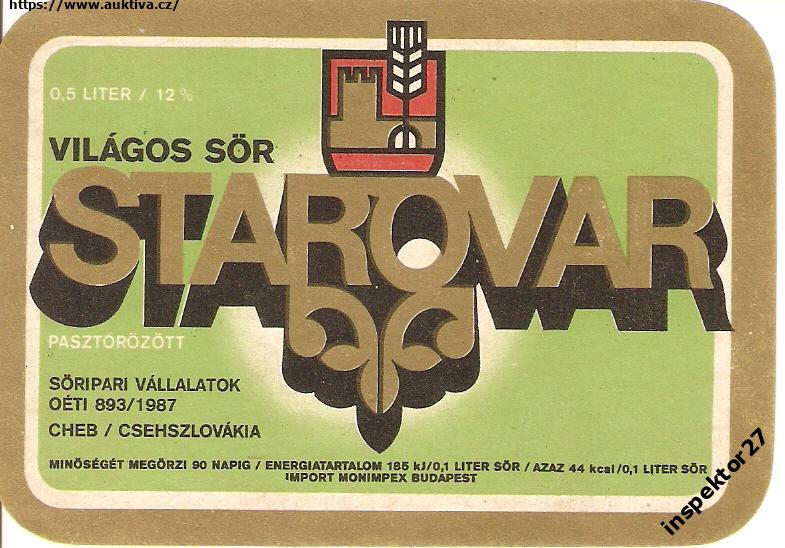 https://www.auktiva.cz/
0,5 LITER / 12 %
VILÁGOS SÖR
STAROVAR
PASZTŐRÖZÖTT
SÖRIPARI VÁLLALATOK
OÉTI 893/1987
CHEB / CSEHSZLOVÁKIA
MINŐSÉGÉT MEGŐRZI 90 NAPIG / ENERGIATARTALOM 185 kJ/0,1 LITER SÖR / AZAZ 44 kcal/0,1 LITER SÖR
IMPORT MONIMPEX BUDAPEST
inspektor27